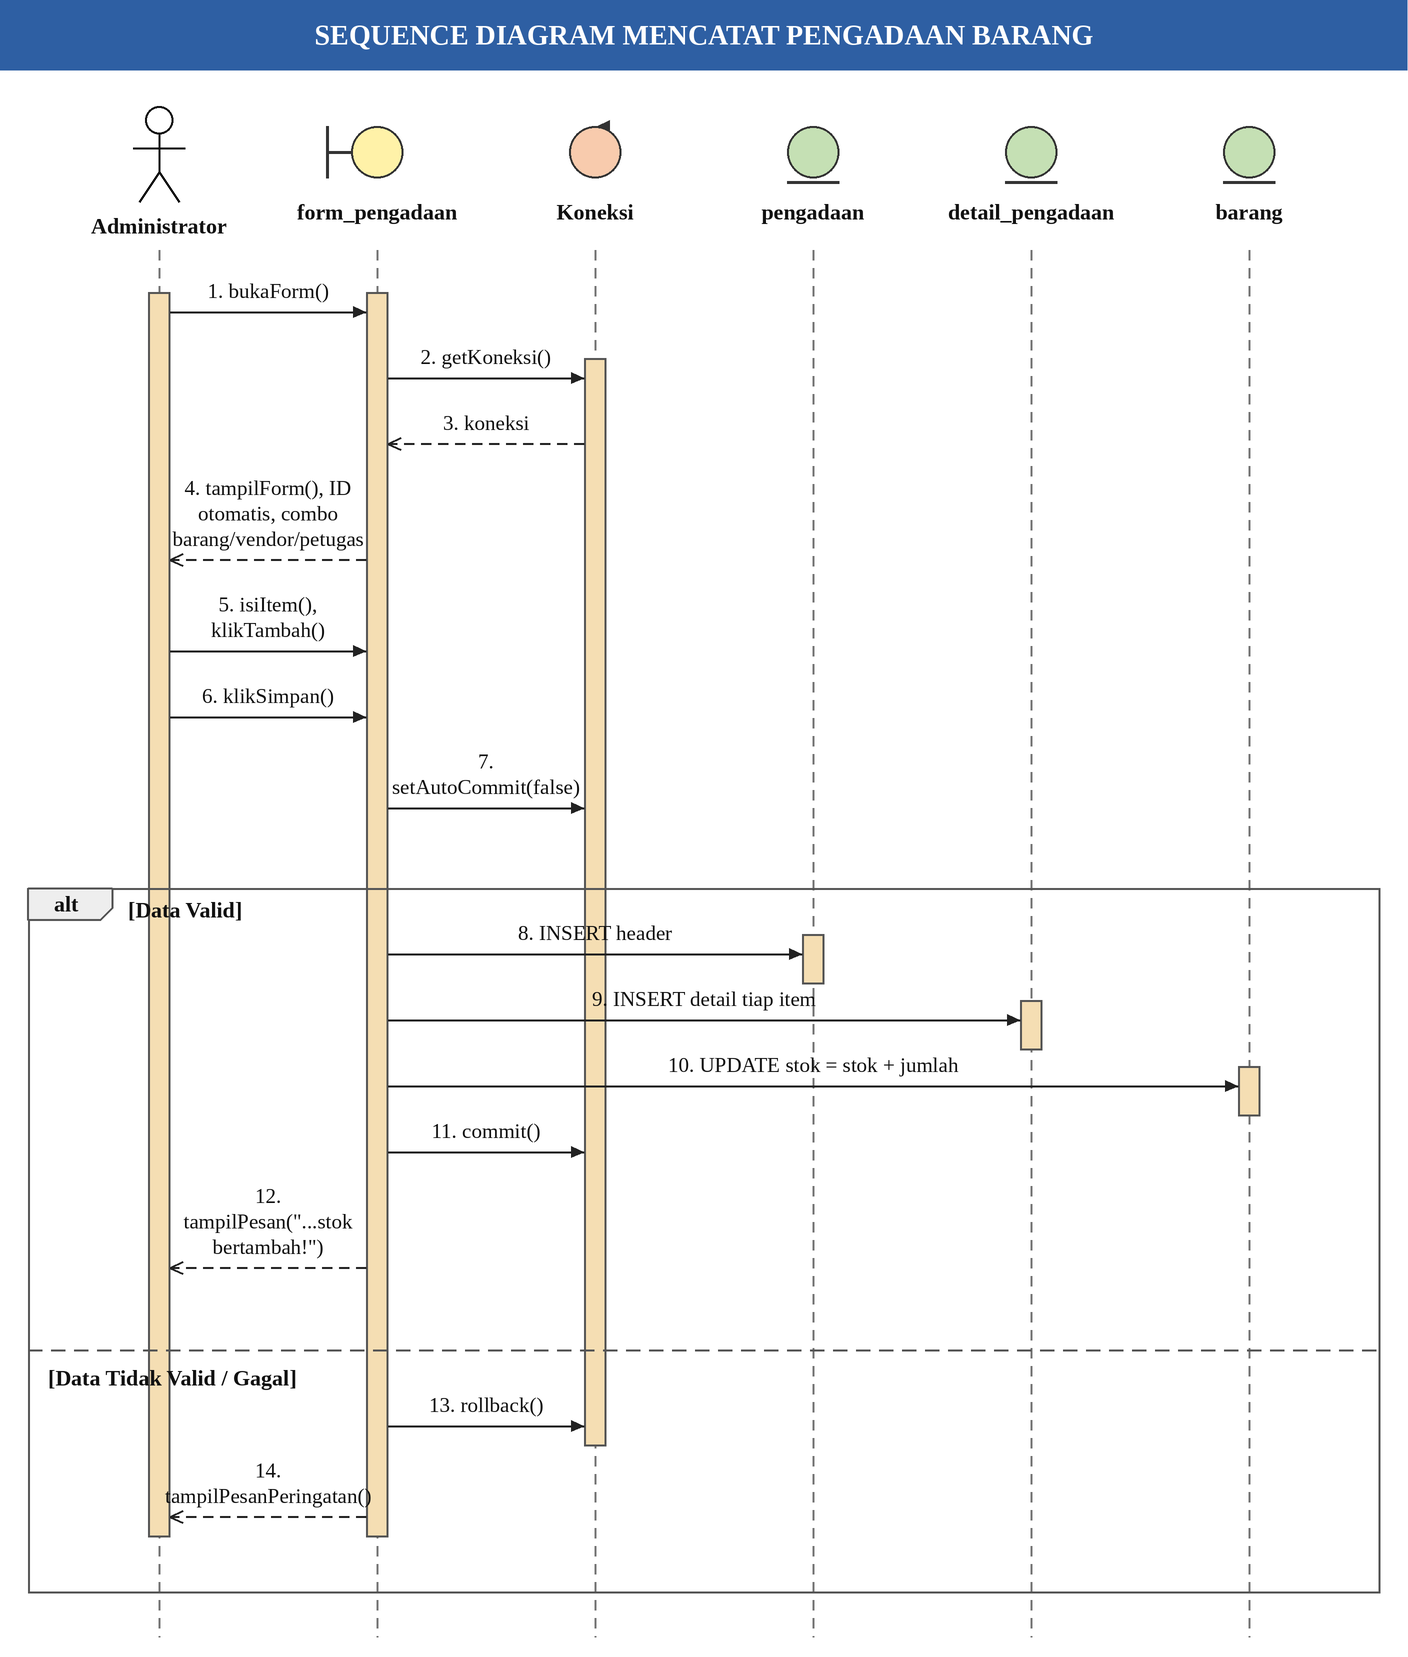 SEQUENCE DIAGRAM MENCATAT PENGADAAN BARANG
Administrator
form_pengadaan
Koneksi
pengadaan
detail_pengadaan
barang
1. bukaForm()
2. getKoneksi()
3. koneksi
4. tampilForm(), ID
otomatis, combo
barang/vendor/petugas
5. isiItem(),
klikTambah()
6. klikSimpan()
7.
setAutoCommit(false)
alt
[Data Valid]
8. INSERT header
9. INSERT detail tiap item
10. UPDATE stok = stok + jumlah
11. commit()
12.
tampilPesan("...stok
bertambah!")
[Data Tidak Valid / Gagal]
13. rollback()
14.
tampilPesanPeringatan()